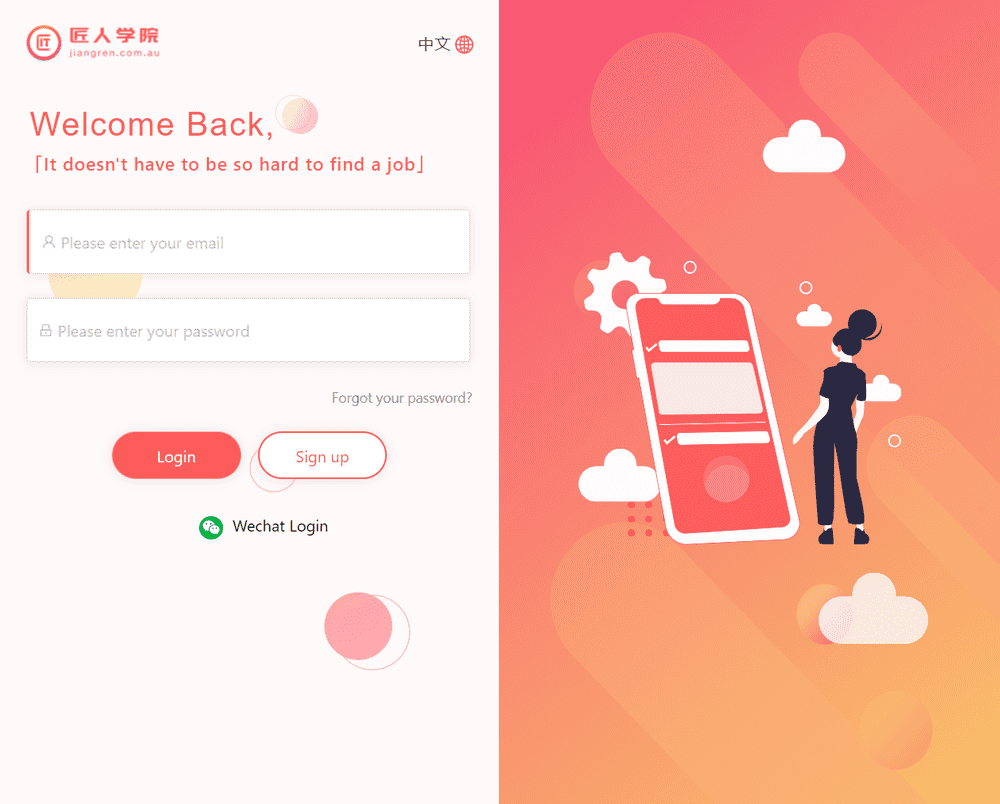 匠人学院
jiangren.com.au
中文
Welcome Back,
「It doesn't have to be so hard to find a job」
Please enter your email
Please enter your password
Forgot your password?
Login
Sign up
Wechat Login